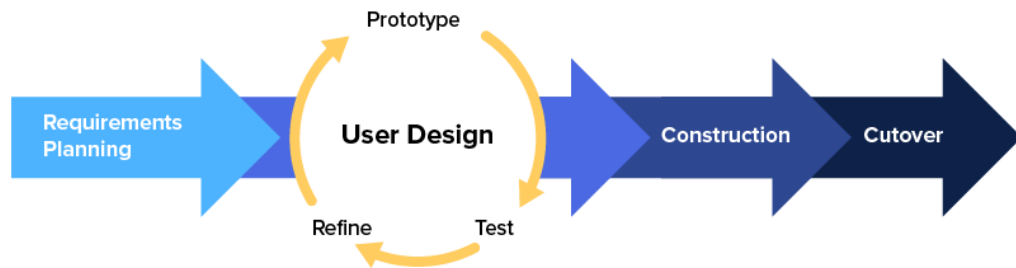 Prototype
Requirements
Planning
User Design
Construction
Cutover
Refine
Test